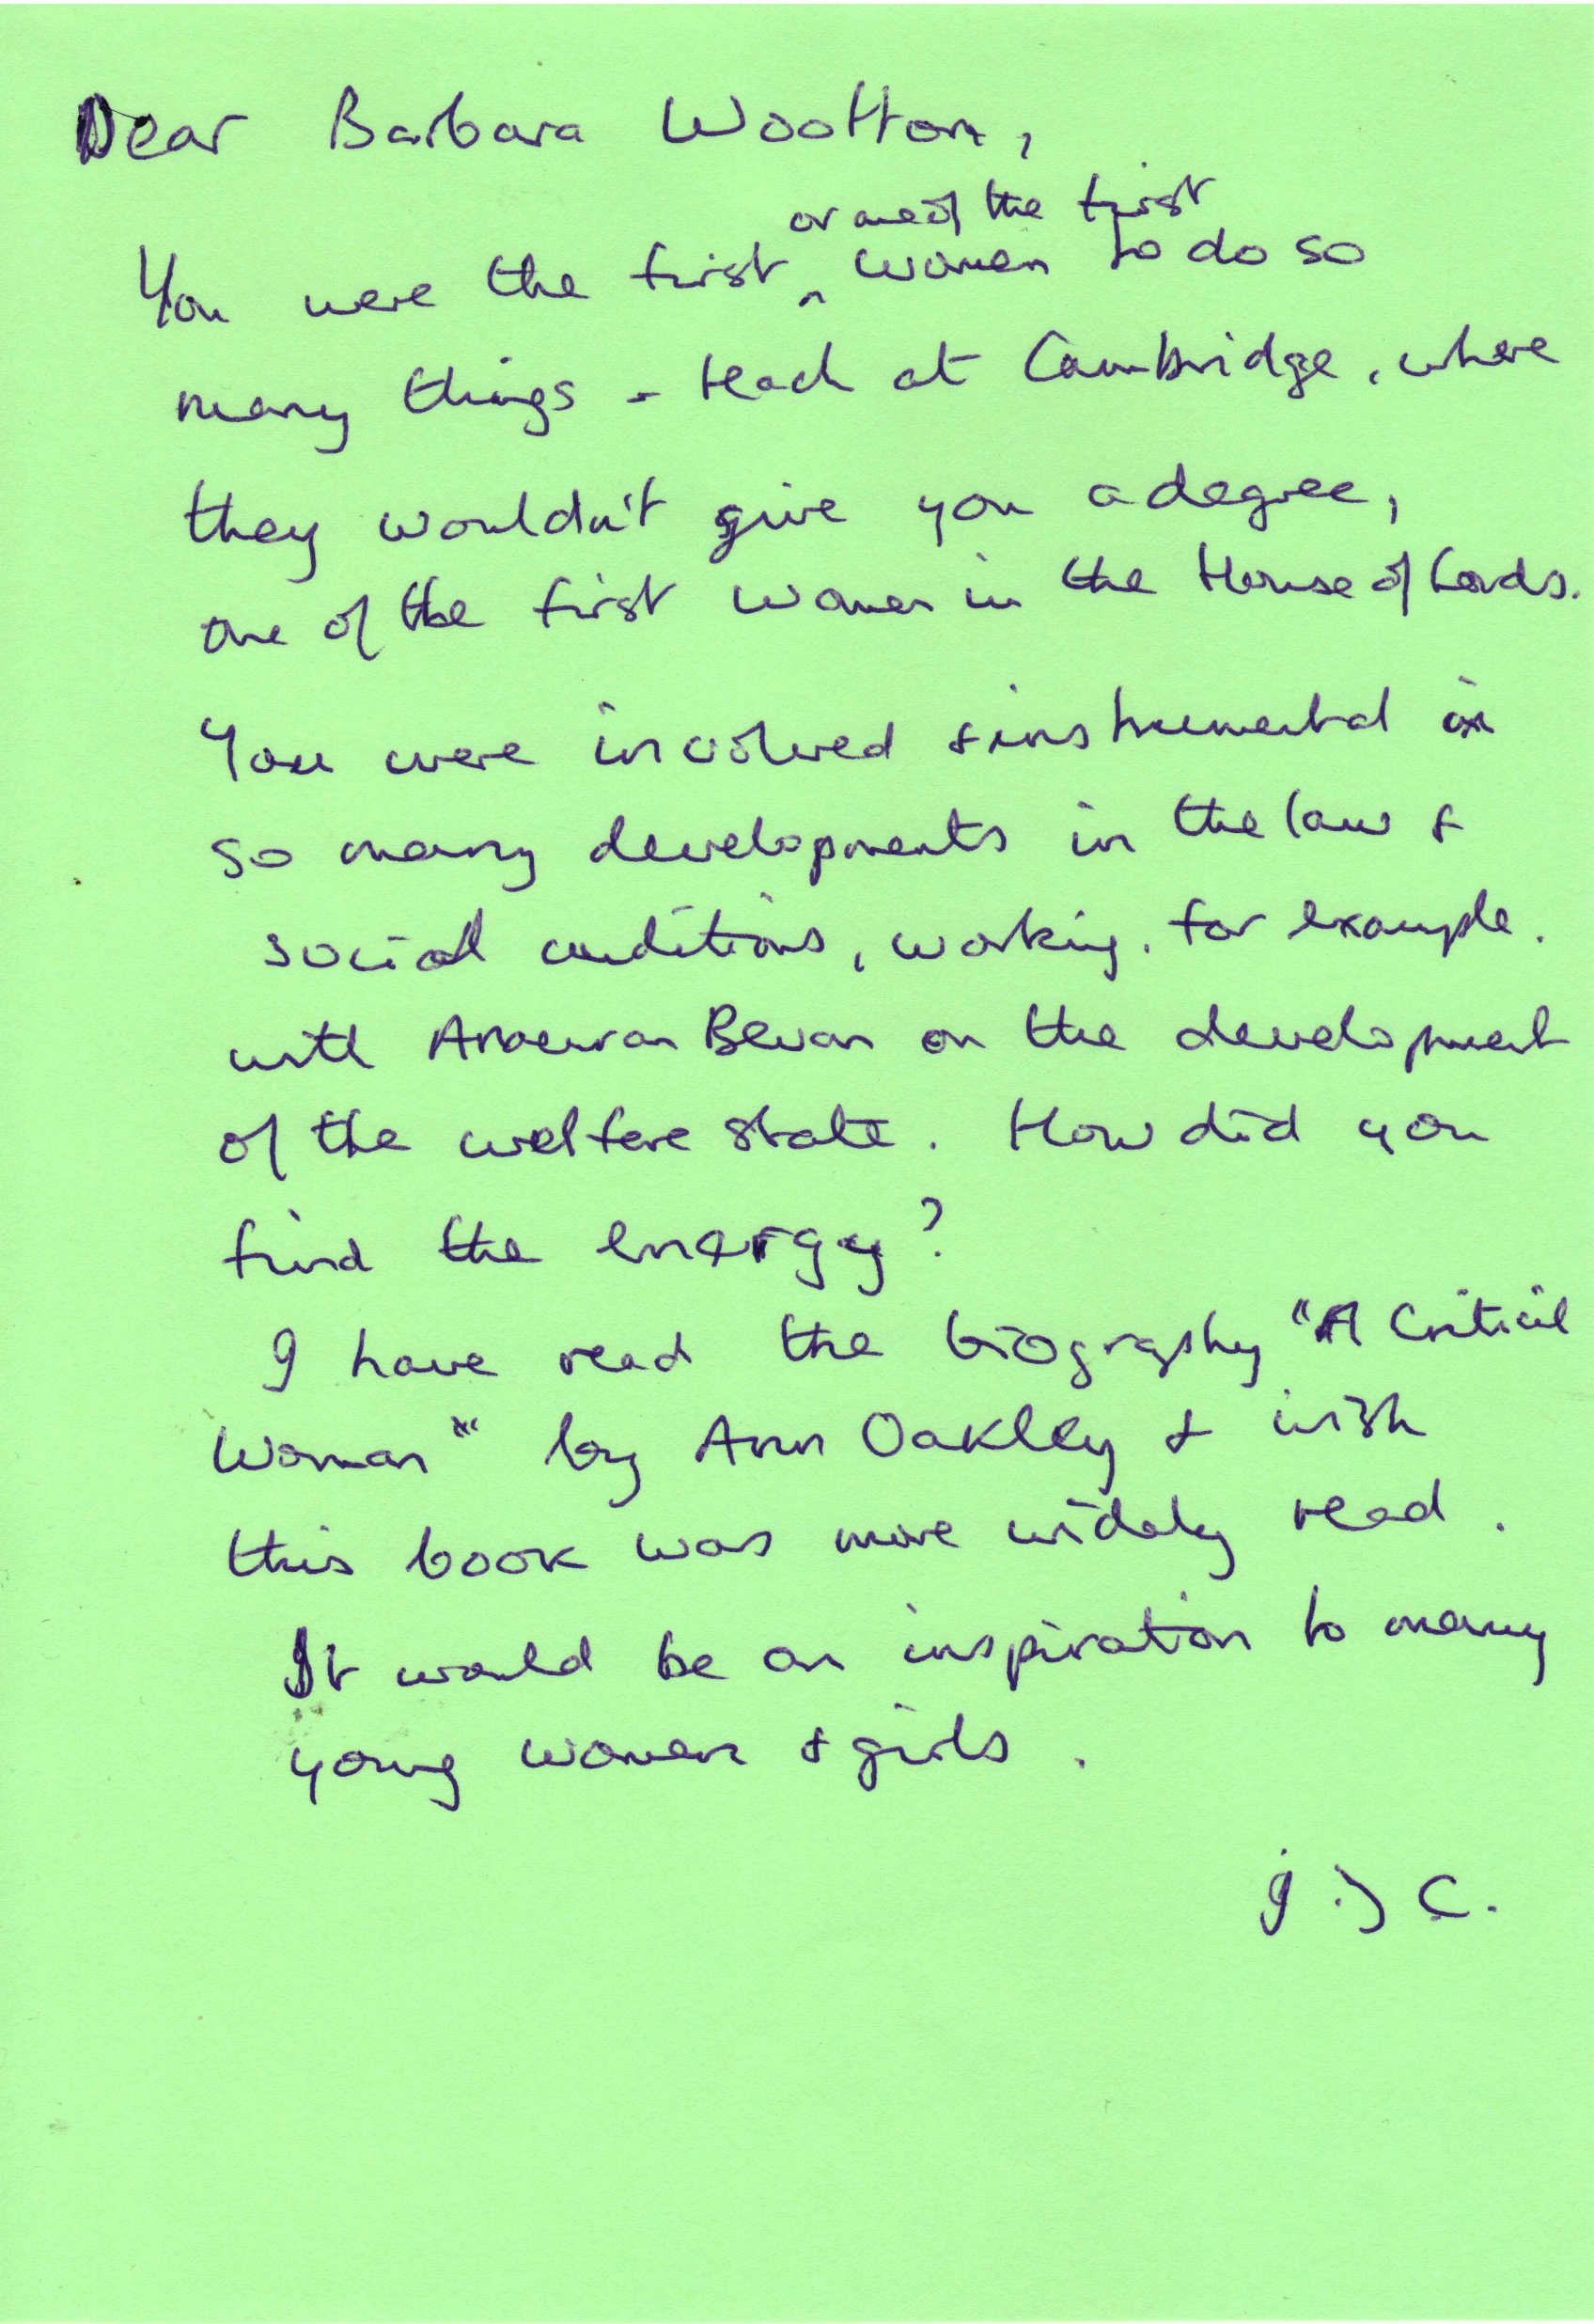 Dear Barbara Wootton,
or one of the first
You were the first ^ women to do so
many things - teach at Cambridge, where
they wouldn't give you a degree,
one of the first women in the House of Lords.
You were involved & instrumental in
so many developments in the law &
social conditions, working, for example.
with Aneuran Bevan on the development
of the welfare state. How did you
find the energy?
I have read the biography "A Critical
Woman" by Ann Oakley & wish
this book was more widely read.
It would be an inspiration to many
young women & girls.
J. J C.